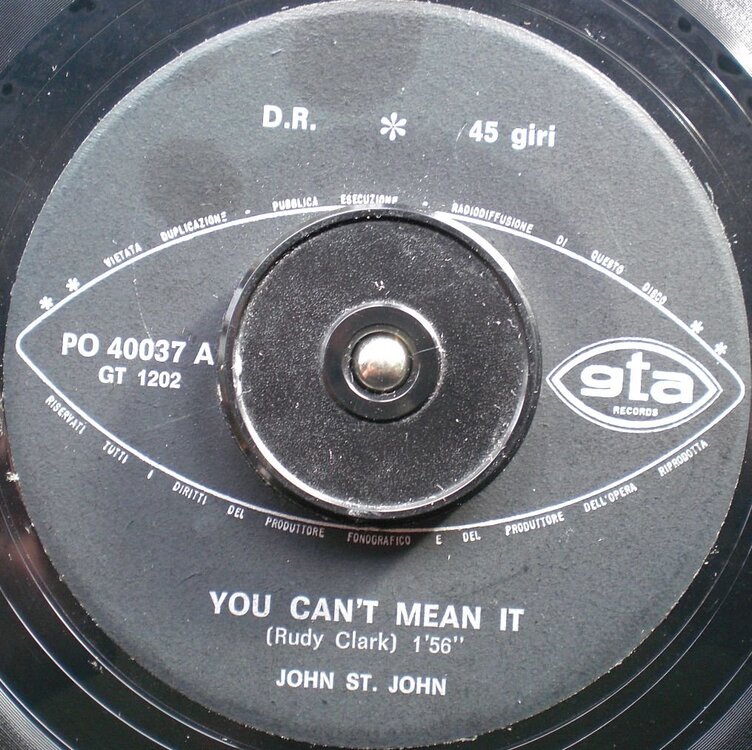 D.R. * 45 giri
* * VIETATA DUPLICAZIONE - PUBBLICA ESECUZIONE - RADIODIFFUSIONE DI QUESTO DISCO * *
PO 40037 A
GT 1202
gta
RECORDS
RISERVATI TUTTI I DIRITTI DEL PRODUTTORE FONOGRAFICO E DEL PRODUTTORE DELL'OPERA RIPRODOTTA
YOU CAN'T MEAN IT
(Rudy Clark) 1'56"
JOHN ST. JOHN